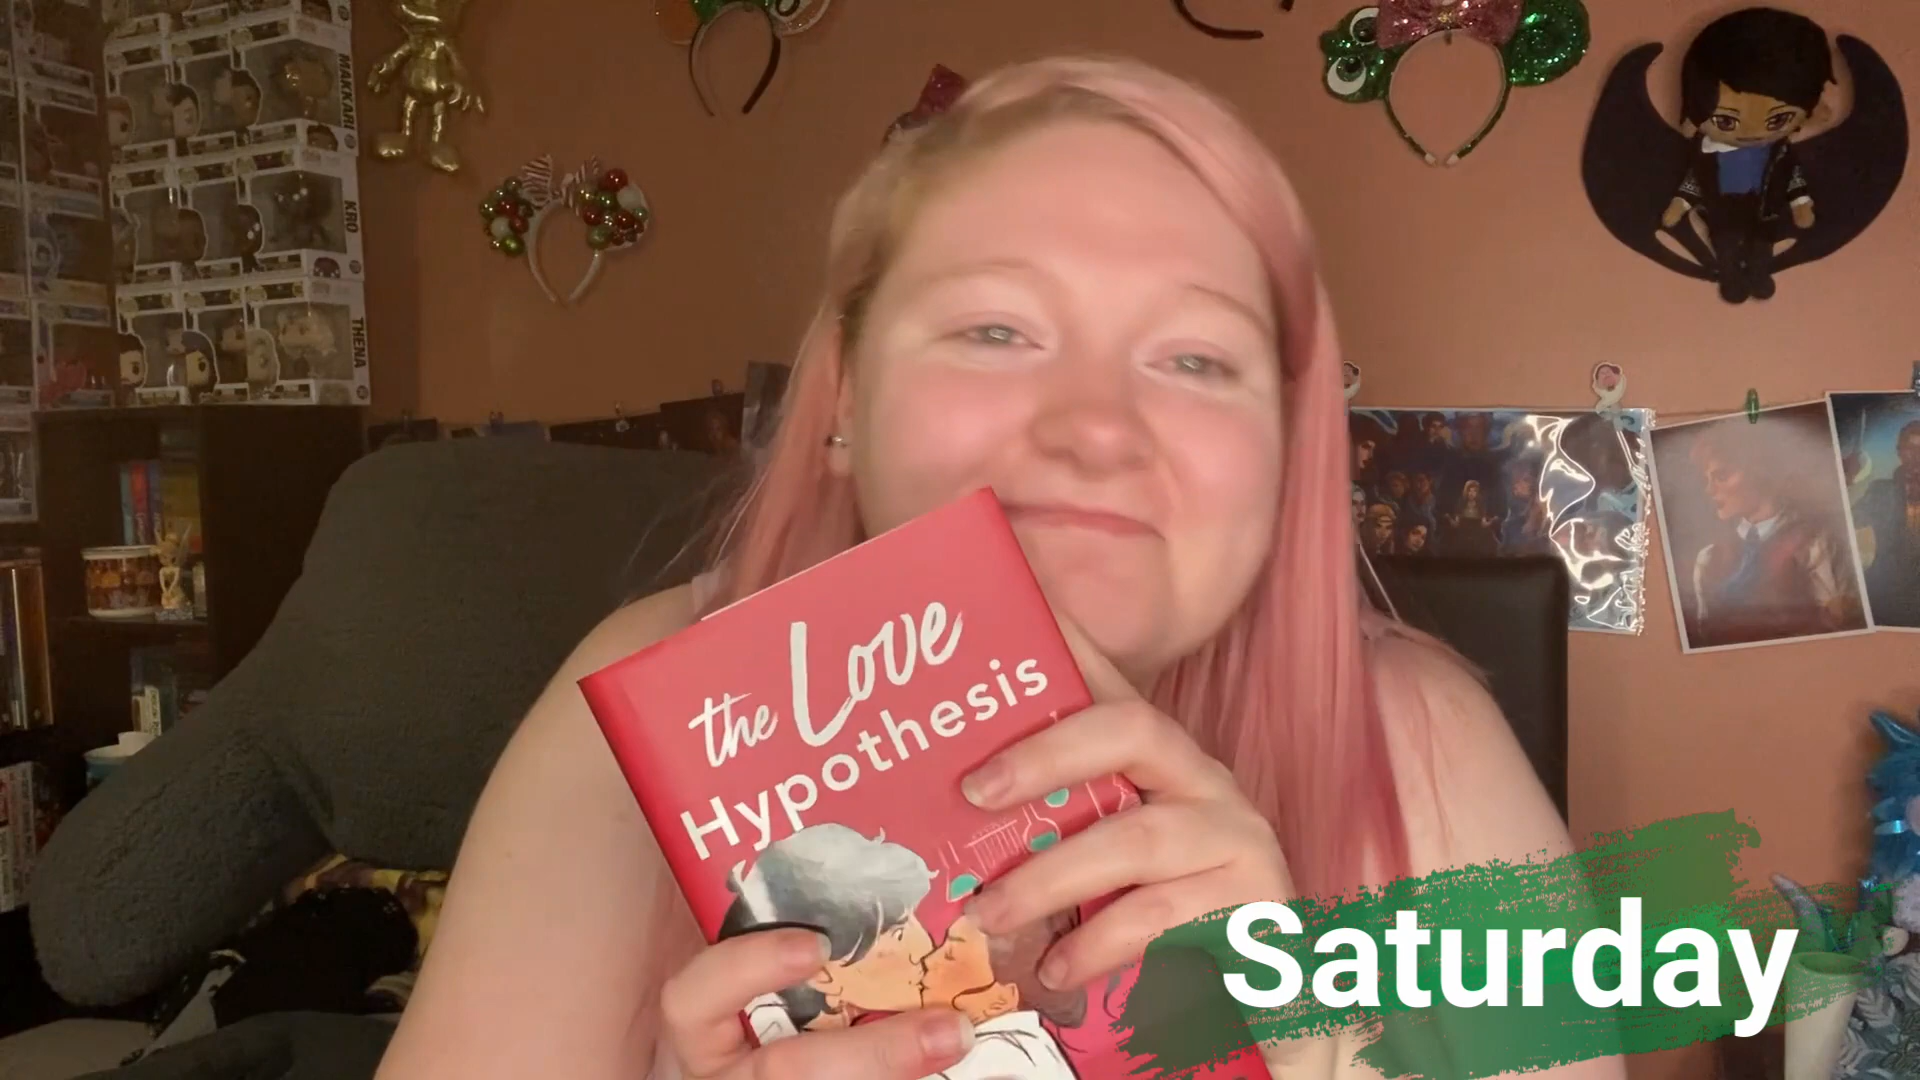 MAKKARI
KRO
THENA
the Love
Hypothesis
Saturday